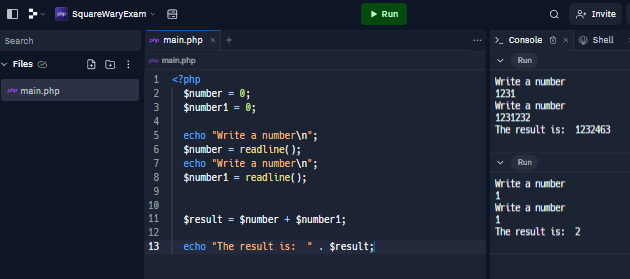 SquareWaryExam
Run
Invite
Search
Files
main.php
php main.php
php main.php
1 <?php
2 $number = 0;
3 $number1 = 0;
4
5 echo "Write a number\n";
6 $number = readline();
7 echo "Write a number\n";
8 $number1 = readline();
9
10
11 $result = $number + $number1;
12
13 echo "The result is:  " . $result;
Console
Shell
Run
Write a number
1231
Write a number
1231232
The result is:  1232463
Run
Write a number
1
Write a number
1
The result is:  2